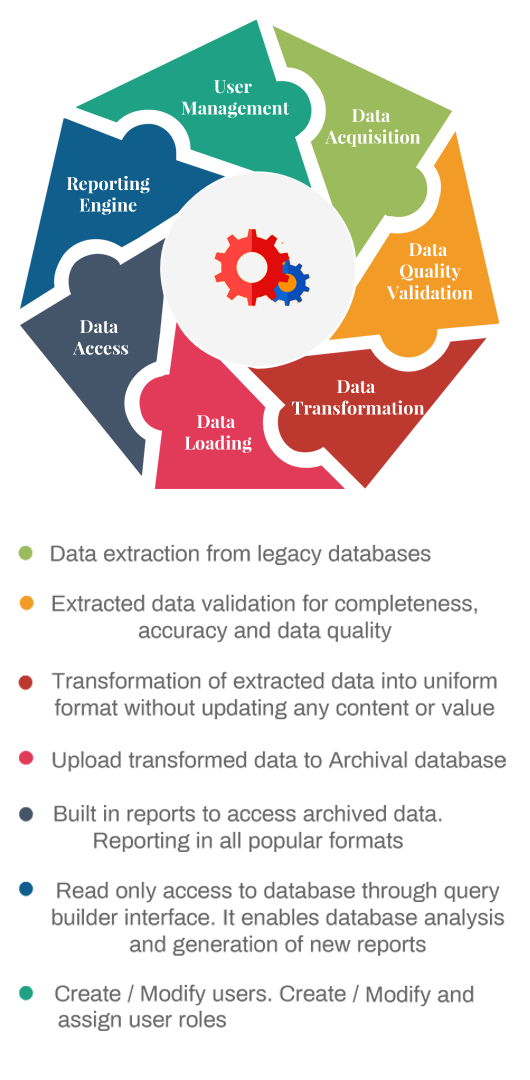 User
Management
Data
Acquisition
Data
Quality
Validation
Data
Transformation
Data
Loading
Data
Access
Reporting
Engine
Data extraction from legacy databases
Extracted data validation for completeness,
accuracy and data quality
Transformation of extracted data into uniform
format without updating any content or value
Upload transformed data to Archival database
Built in reports to access archived data.
Reporting in all popular formats
Read only access to database through query
builder interface. It enables database analysis
and generation of new reports
Create / Modify users. Create / Modify and
assign user roles